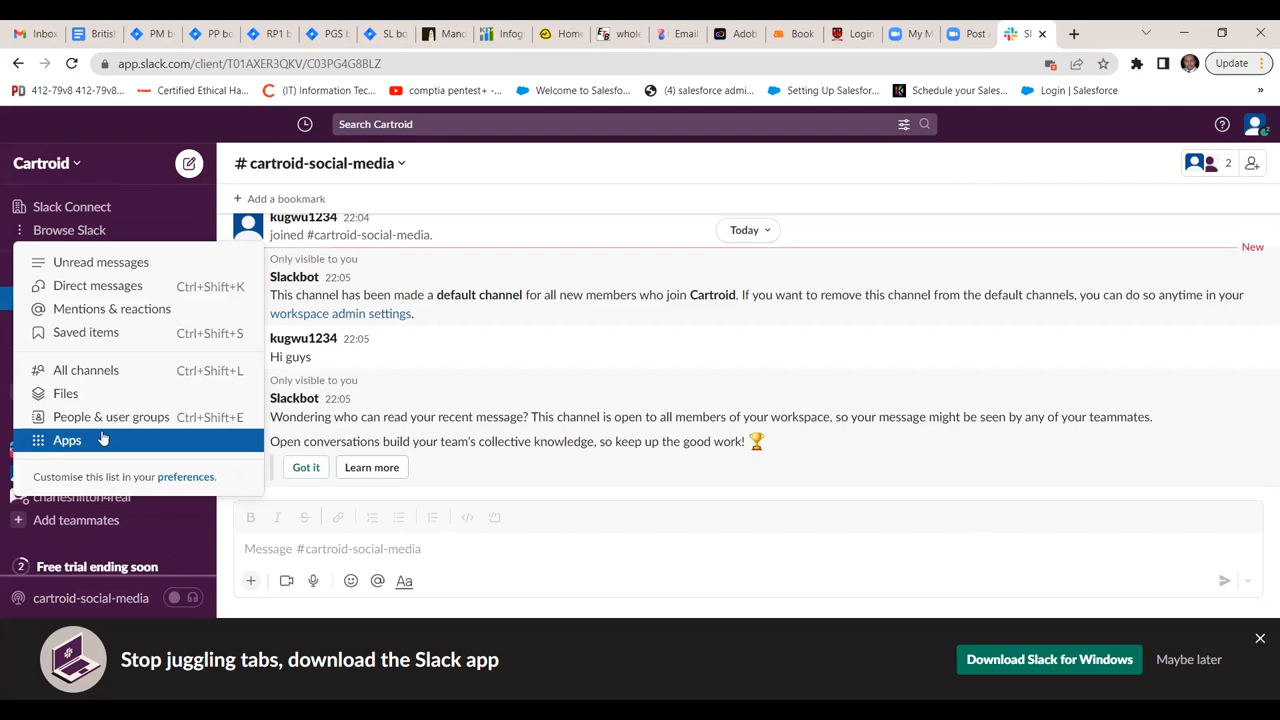 Inbox
British
PM bo
PP bo
RP1 b
PGS b
SL bo
Mano
Infog
Home
whole
Email
Adob
Book
Login
My M
Post A
Sl
app.slack.com/client/T01AXER3QKV/C03PG4G8BLZ
Update
412-79v8 412-79v8...
Certified Ethical Ha...
(IT) Information Tec...
comptia pentest+ -...
Welcome to Salesfo...
(4) salesforce admi...
Setting Up Salesfor...
Schedule your Sales...
Login | Salesforce
»
Search Cartroid
Cartroid
# cartroid-social-media
2
Slack Connect
+ Add a bookmark
Browse Slack
kugwu1234 22:04
joined #cartroid-social-media.
Today
New
Only visible to you
Slackbot 22:05
This channel has been made a default channel for all new members who join Cartroid. If you want to remove this channel from the default channels, you can do so anytime in your
workspace admin settings.
kugwu1234 22:05
Hi guys
Only visible to you
Slackbot 22:05
Wondering who can read your recent message? This channel is open to all members of your workspace, so your message might be seen by any of your teammates.
Open conversations build your team's collective knowledge, so keep up the good work!
Got it
Learn more
Unread messages
Direct messages Ctrl+Shift+K
Mentions & reactions
Saved items Ctrl+Shift+S
All channels Ctrl+Shift+L
Files
People & user groups Ctrl+Shift+E
Apps
Customise this list in your preferences.
charleshilton4real
+ Add teammates
2 Free trial ending soon
cartroid-social-media
Message #cartroid-social-media
Aa
Stop juggling tabs, download the Slack app
Download Slack for Windows
Maybe later